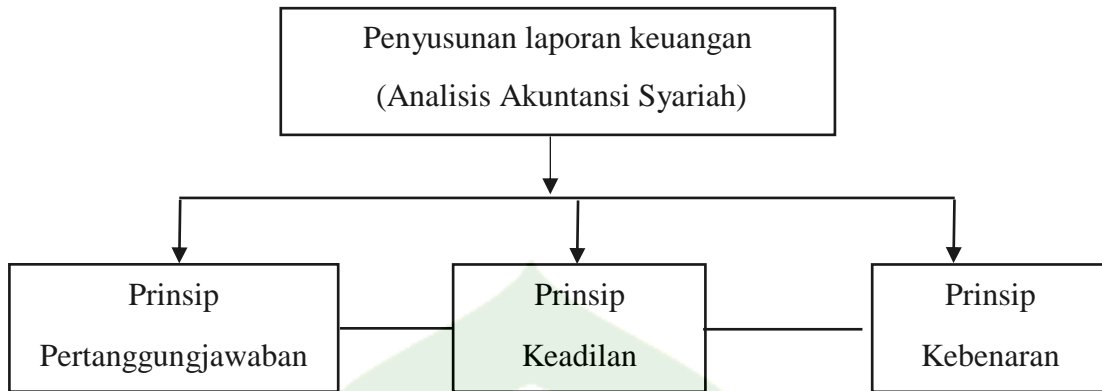 Penyusunan laporan keuangan
(Analisis Akuntansi Syariah)
Prinsip
Pertanggungjawaban
Prinsip
Keadilan
Prinsip
Kebenaran